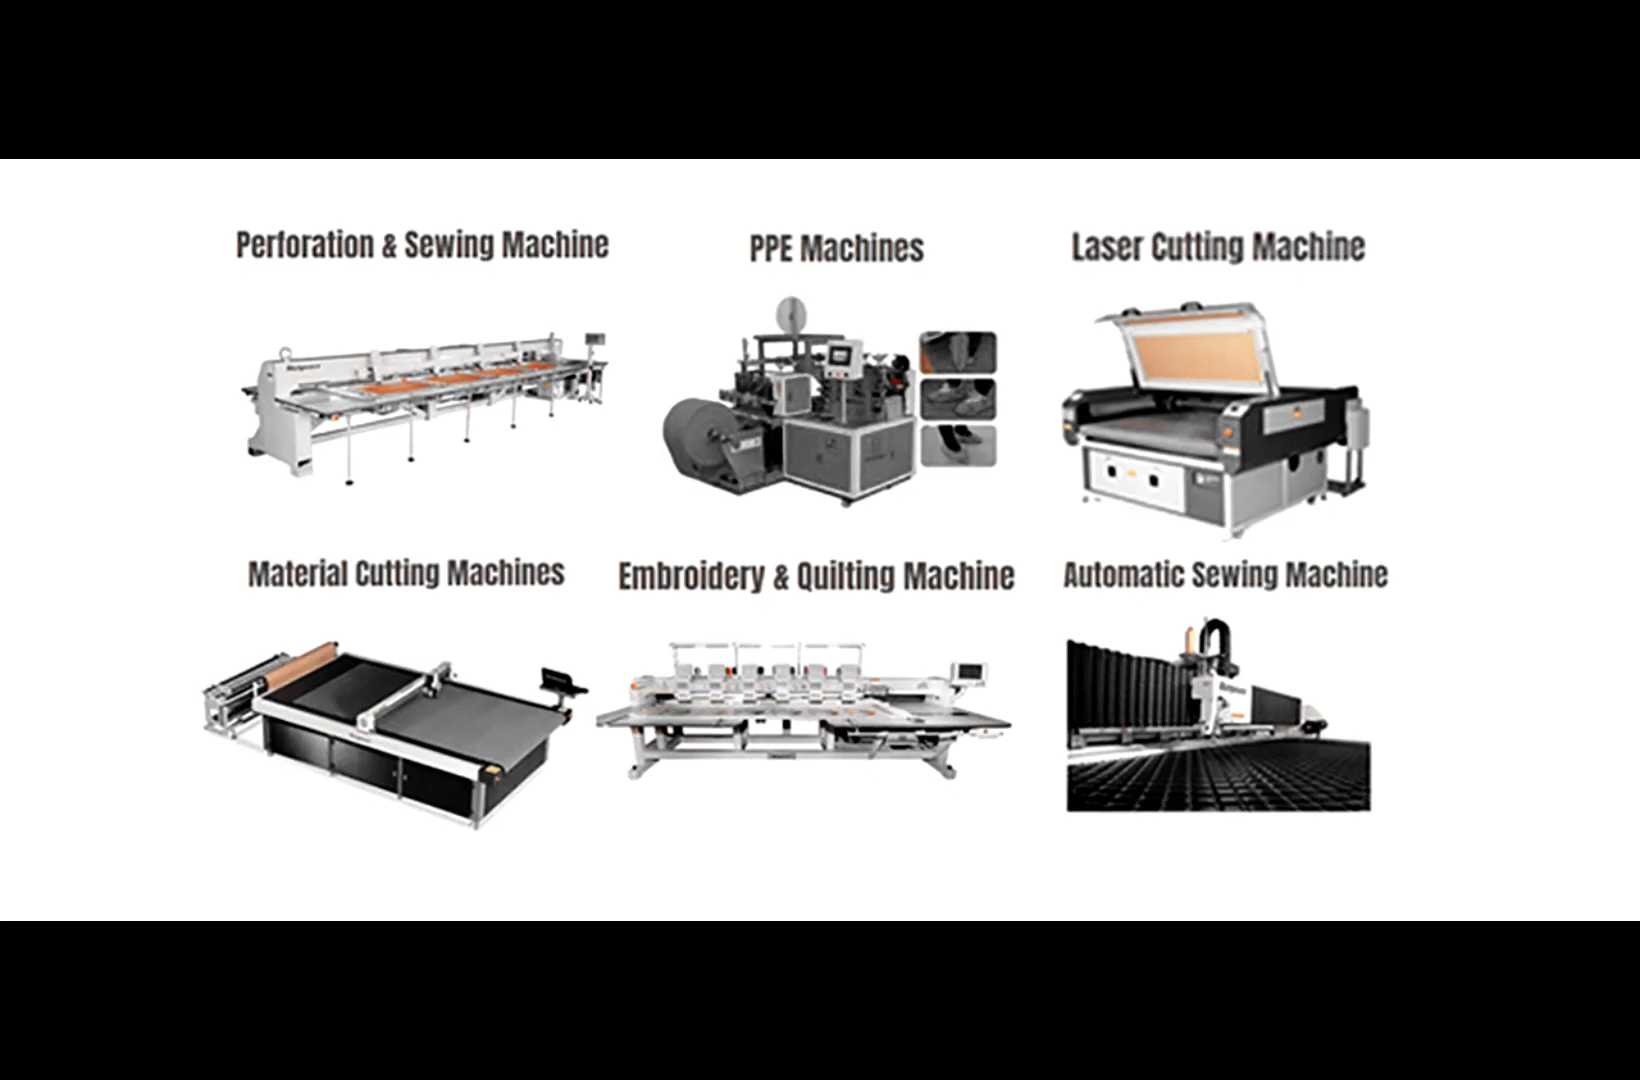 Perforation & Sewing Machine
PPE Machines
Laser Cutting Machine
Material Cutting Machines
Embroidery & Quilting Machine
Automatic Sewing Machine